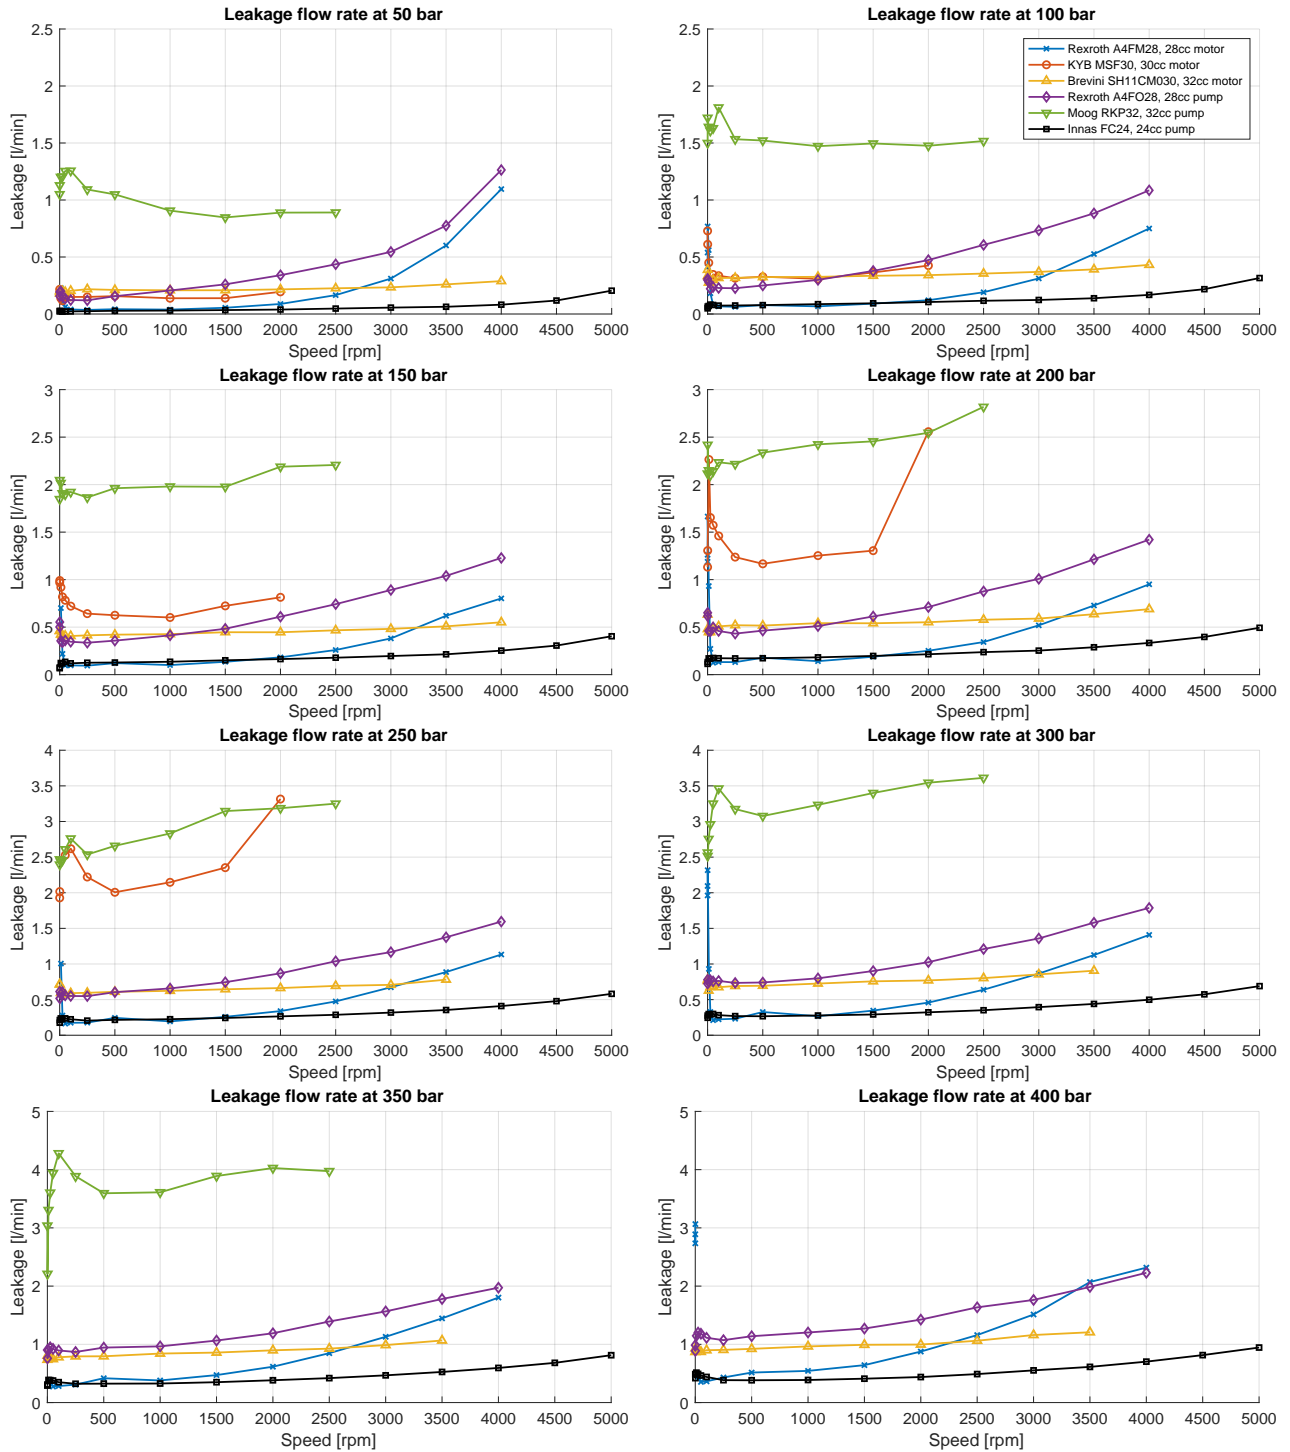 Leakage flow rate at 50 bar
2.5
2
1.5
1
0.5
0
Leakage [l/min]
0 500 1000 1500 2000 2500 3000 3500 4000 4500 5000
Speed [rpm]
Leakage flow rate at 100 bar
2.5
2
1.5
1
0.5
0
Leakage [l/min]
Rexroth A4FM28, 28cc motor
KYB MSF30, 30cc motor
Brevini SH11CM030, 32cc motor
Rexroth A4FO28, 28cc pump
Moog RKP32, 32cc pump
Innas FC24, 24cc pump
0 500 1000 1500 2000 2500 3000 3500 4000 4500 5000
Speed [rpm]
Leakage flow rate at 150 bar
3
2.5
2
1.5
1
0.5
0
Leakage [l/min]
0 500 1000 1500 2000 2500 3000 3500 4000 4500 5000
Speed [rpm]
Leakage flow rate at 200 bar
3
2.5
2
1.5
1
0.5
0
Leakage [l/min]
0 500 1000 1500 2000 2500 3000 3500 4000 4500 5000
Speed [rpm]
Leakage flow rate at 250 bar
4
3.5
3
2.5
2
1.5
1
0.5
0
Leakage [l/min]
0 500 1000 1500 2000 2500 3000 3500 4000 4500 5000
Speed [rpm]
Leakage flow rate at 300 bar
4
3.5
3
2.5
2
1.5
1
0.5
0
Leakage [l/min]
0 500 1000 1500 2000 2500 3000 3500 4000 4500 5000
Speed [rpm]
Leakage flow rate at 350 bar
5
4
3
2
1
0
Leakage [l/min]
0 500 1000 1500 2000 2500 3000 3500 4000 4500 5000
Speed [rpm]
Leakage flow rate at 400 bar
5
4
3
2
1
0
Leakage [l/min]
0 500 1000 1500 2000 2500 3000 3500 4000 4500 5000
Speed [rpm]